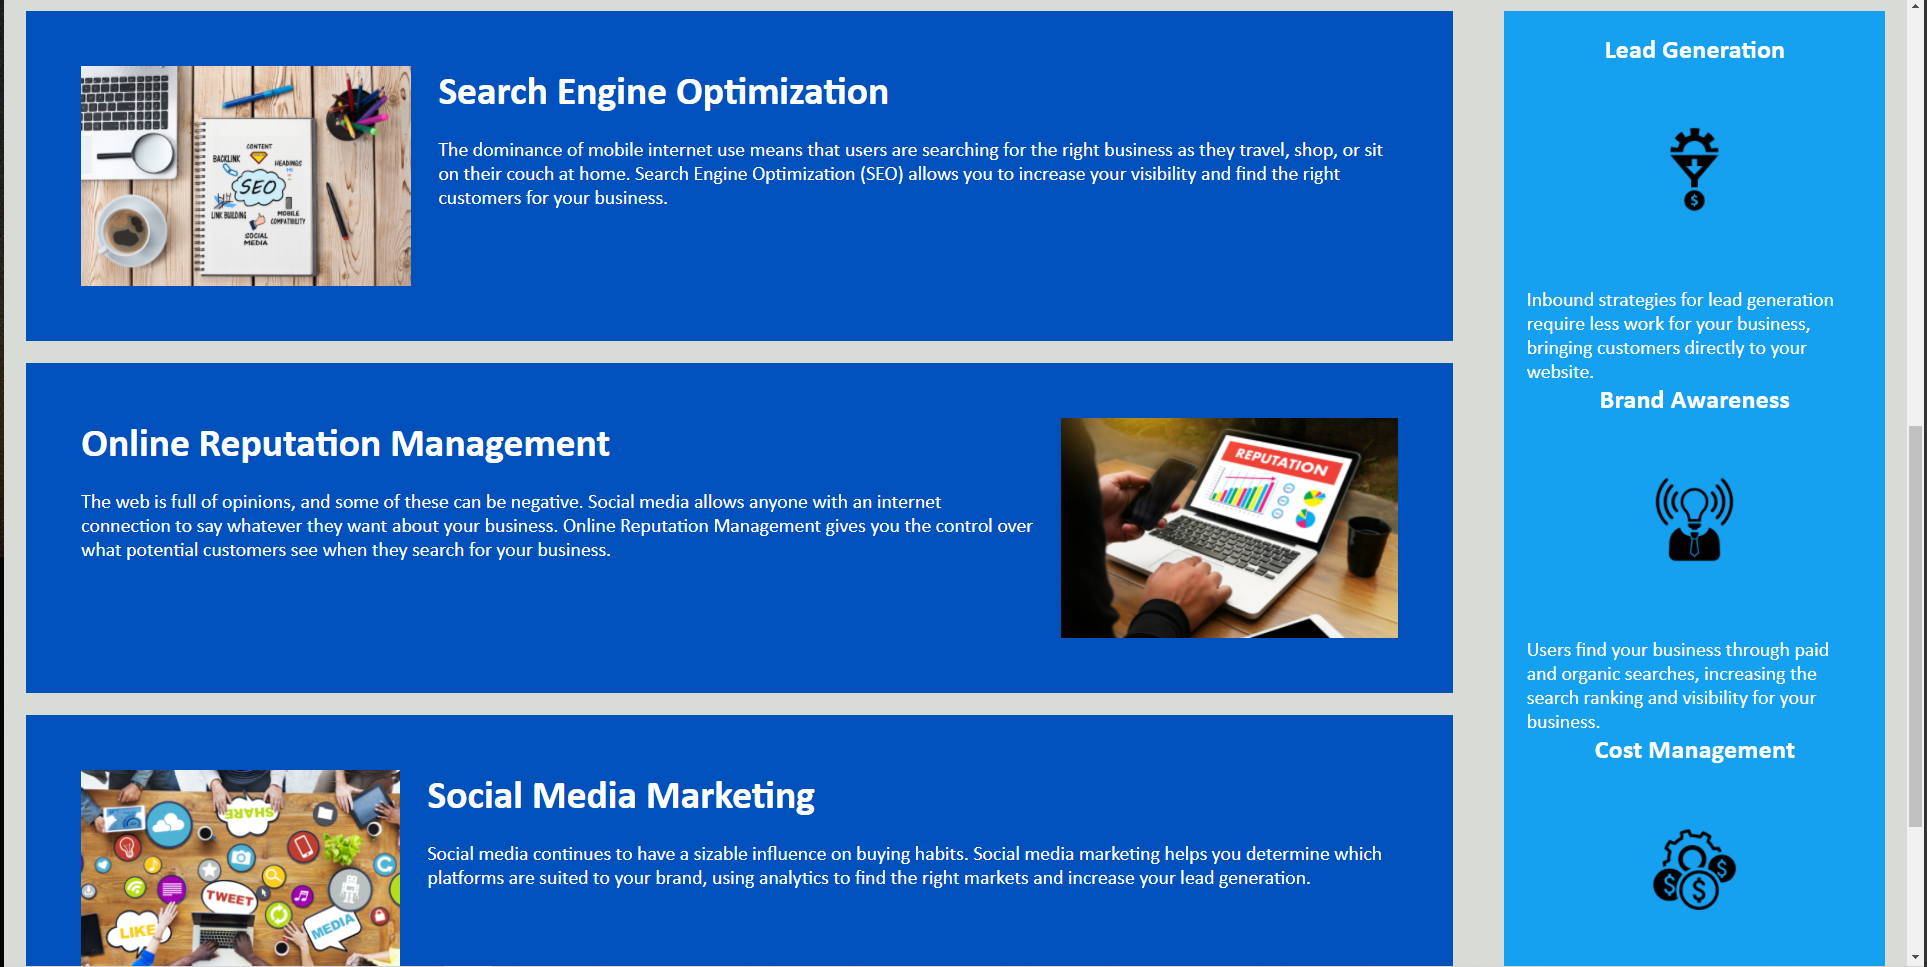 Search Engine Optimization
The dominance of mobile internet use means that users are searching for the right business as they travel, shop, or sit
on their couch at home. Search Engine Optimization (SEO) allows you to increase your visibility and find the right
customers for your business.
CONTENT
BACKLINK
HEADINGS
SEO
LINK BUILDING
MOBILE
COMPATIBILITY
SOCIAL
MEDIA
Online Reputation Management
The web is full of opinions, and some of these can be negative. Social media allows anyone with an internet
connection to say whatever they want about your business. Online Reputation Management gives you the control over
what potential customers see when they search for your business.
REPUTATION
Social Media Marketing
Social media continues to have a sizable influence on buying habits. Social media marketing helps you determine which
platforms are suited to your brand, using analytics to find the right markets and increase your lead generation.
SHARE
TWEET
LIKE
MEDIA
Lead Generation
$
Inbound strategies for lead generation
require less work for your business,
bringing customers directly to your
website.
Brand Awareness
Users find your business through paid
and organic searches, increasing the
search ranking and visibility for your
business.
Cost Management
$ $ $